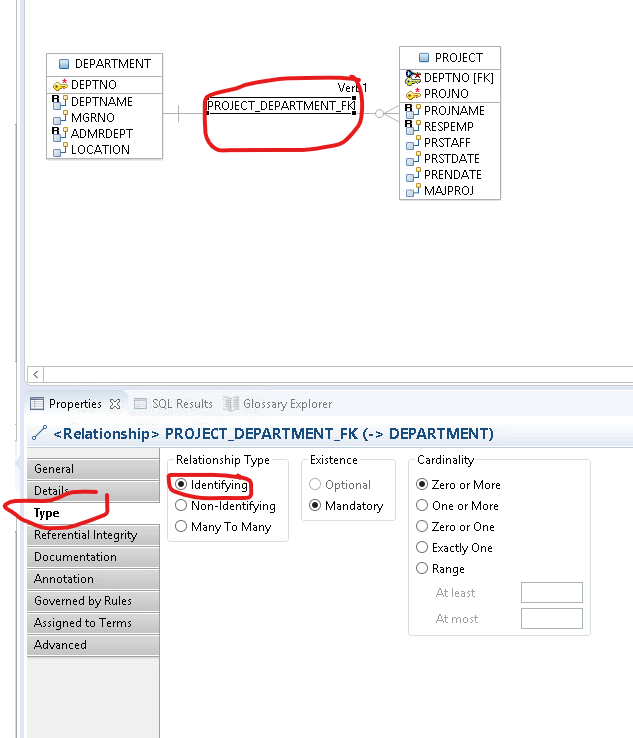 DEPARTMENT
DEPTNO
DEPTNAME
MGRNO
ADMRDEPT
LOCATION
Verb1
PROJECT_DEPARTMENT_FK
PROJECT
DEPTNO [FK]
PROJNO
PROJNAME
RESPEMP
PRSTAFF
PRSTDATE
PRENDATE
MAJPROJ
<
Properties
SQL Results
Glossary Explorer
<Relationship> PROJECT_DEPARTMENT_FK (-> DEPARTMENT)
General
Details
Type
Referential Integrity
Documentation
Annotation
Governed by Rules
Assigned to Terms
Advanced
Relationship Type
Identifying
Non-Identifying
Many To Many
Existence
Optional
Mandatory
Cardinality
Zero or More
One or More
Zero or One
Exactly One
Range
At least
At most